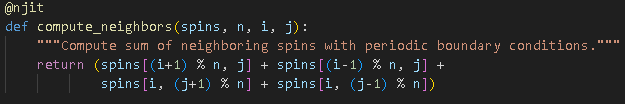 @njit
def compute_neighbors(spins, n, i, j):
    """Compute sum of neighboring spins with periodic boundary conditions."""
    return (spins[(i+1) % n, j] + spins[(i-1) % n, j] +
            spins[i, (j+1) % n] + spins[i, (j-1) % n])